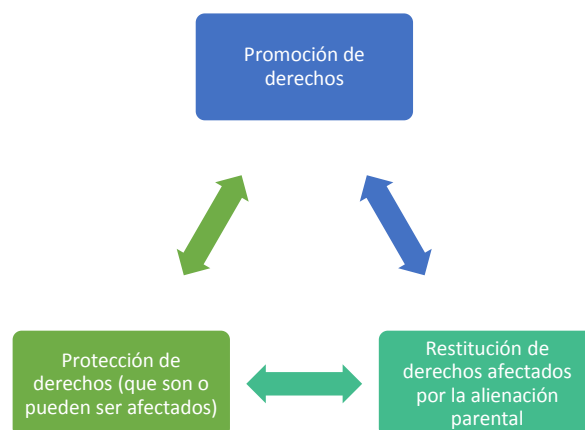 Promoción de
derechos
Protección de
derechos (que son o
pueden ser afectados)
Restitución de
derechos afectados
por la alienación
parental